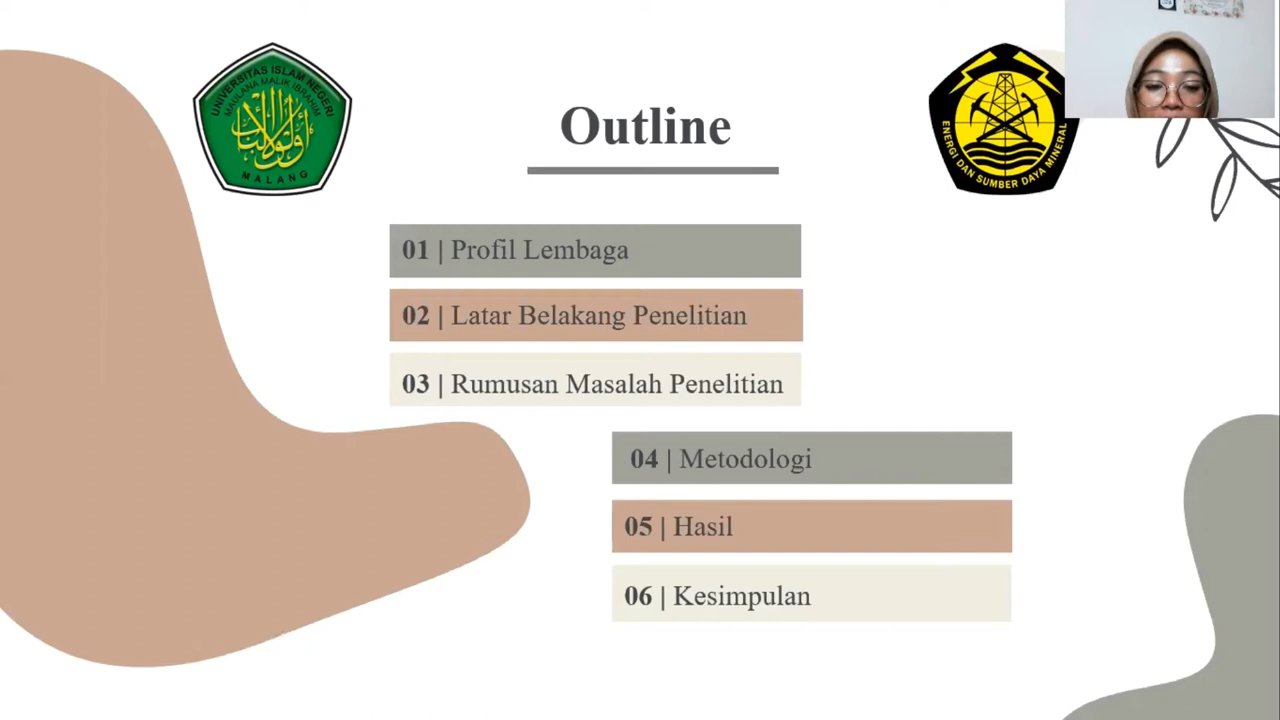 UNIVERSITAS ISLAM NEGERI
MAULANA MALIK IBRAHIM
MALANG
Outline
ENERGI DAN SUMBER DAYA MINERAL
01 | Profil Lembaga
02 | Latar Belakang Penelitian
03 | Rumusan Masalah Penelitian
04 | Metodologi
05 | Hasil
06 | Kesimpulan